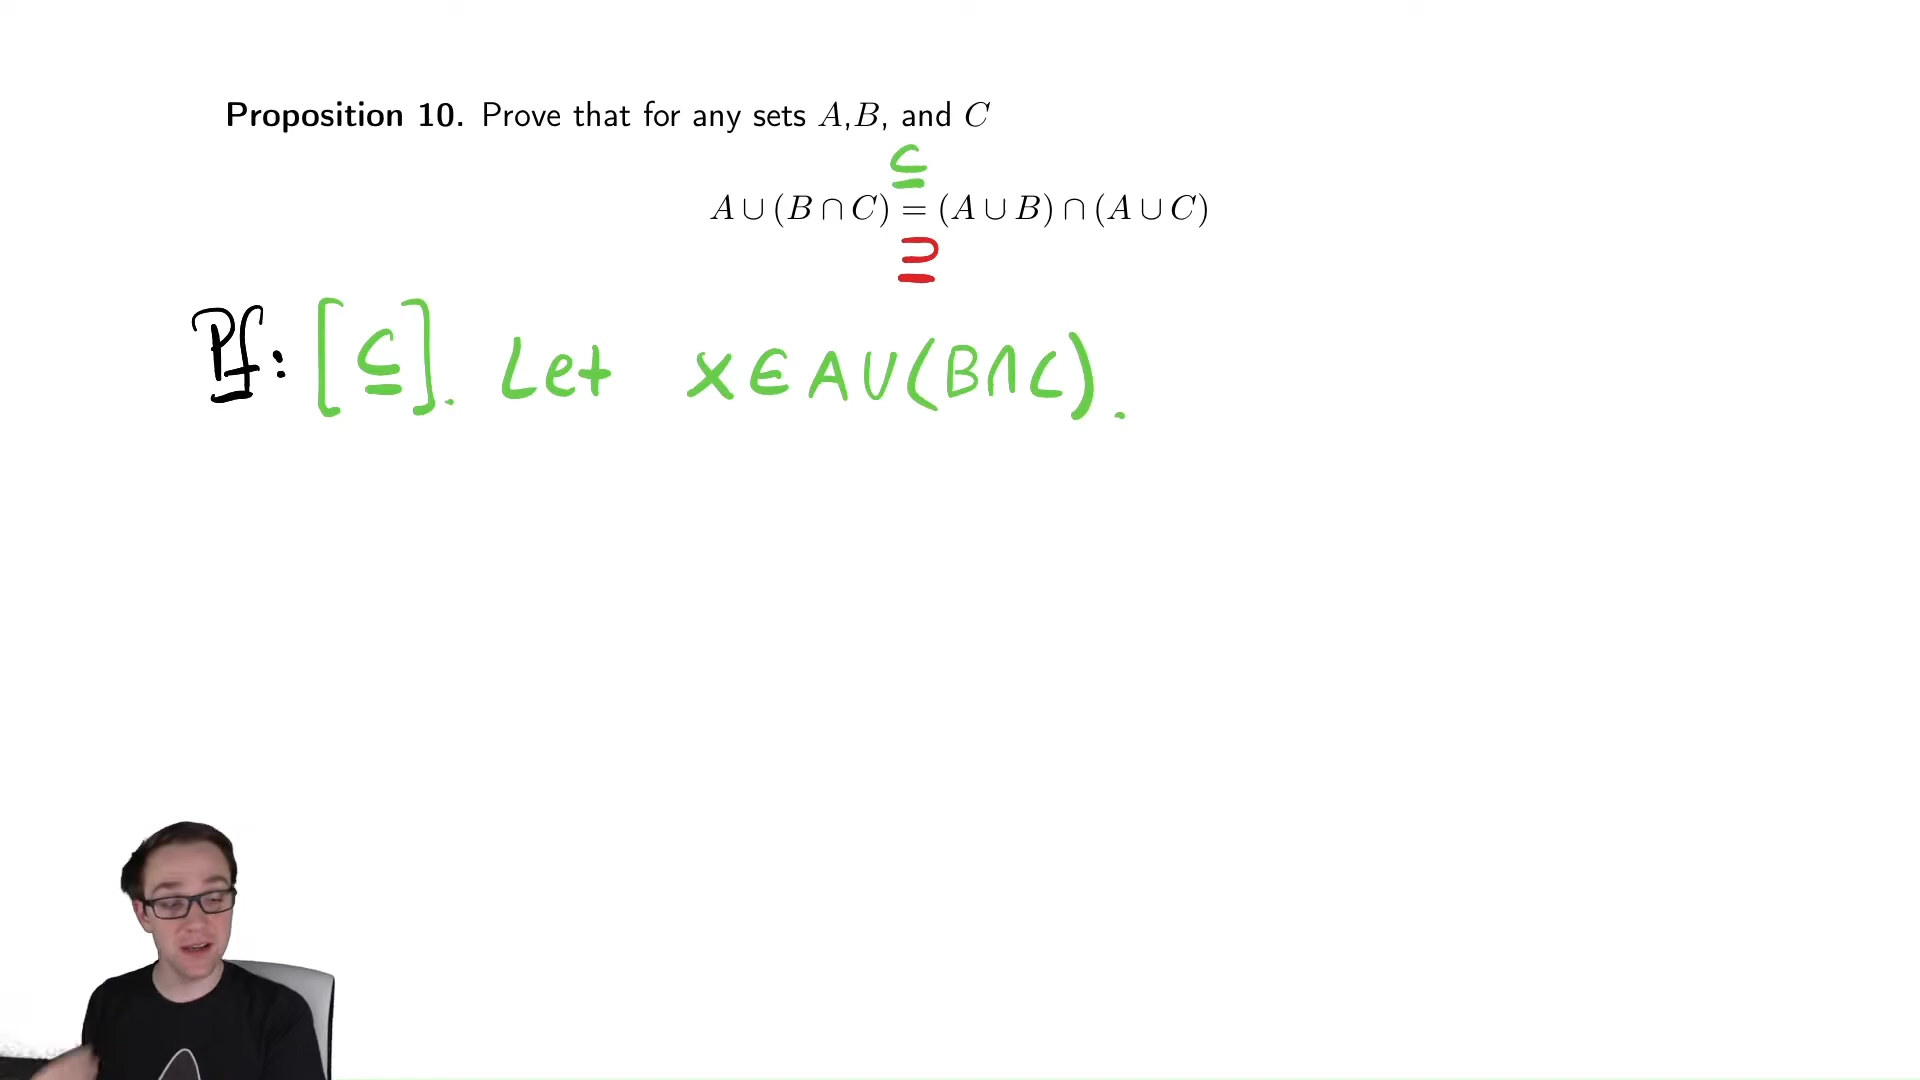 Proposition 10. Prove that for any sets A,B, and C
⊆
A ∪ (B ∩ C) = (A ∪ B) ∩ (A ∪ C)
⊇
Pf: [⊆]. Let x ∈ A ∪ (B ∩ C).